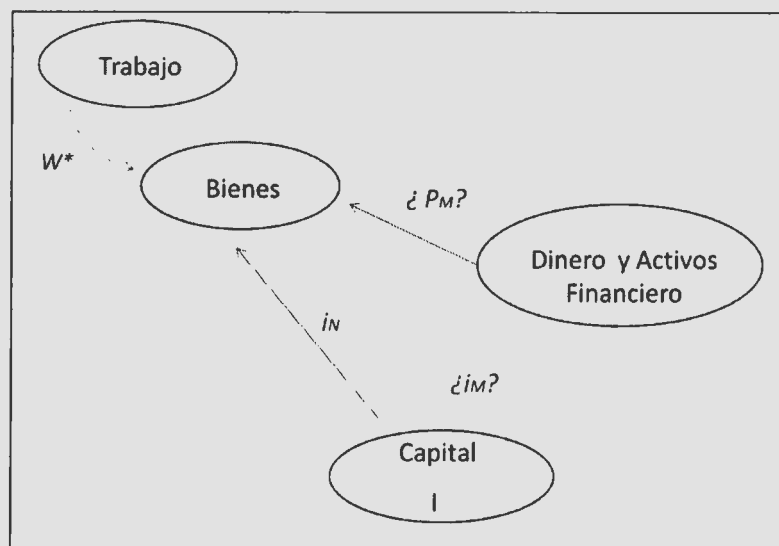 Trabajo
W*
Bienes
¿ PM?
Dinero y Activos
Financiero
iN
¿iM?
Capital
I